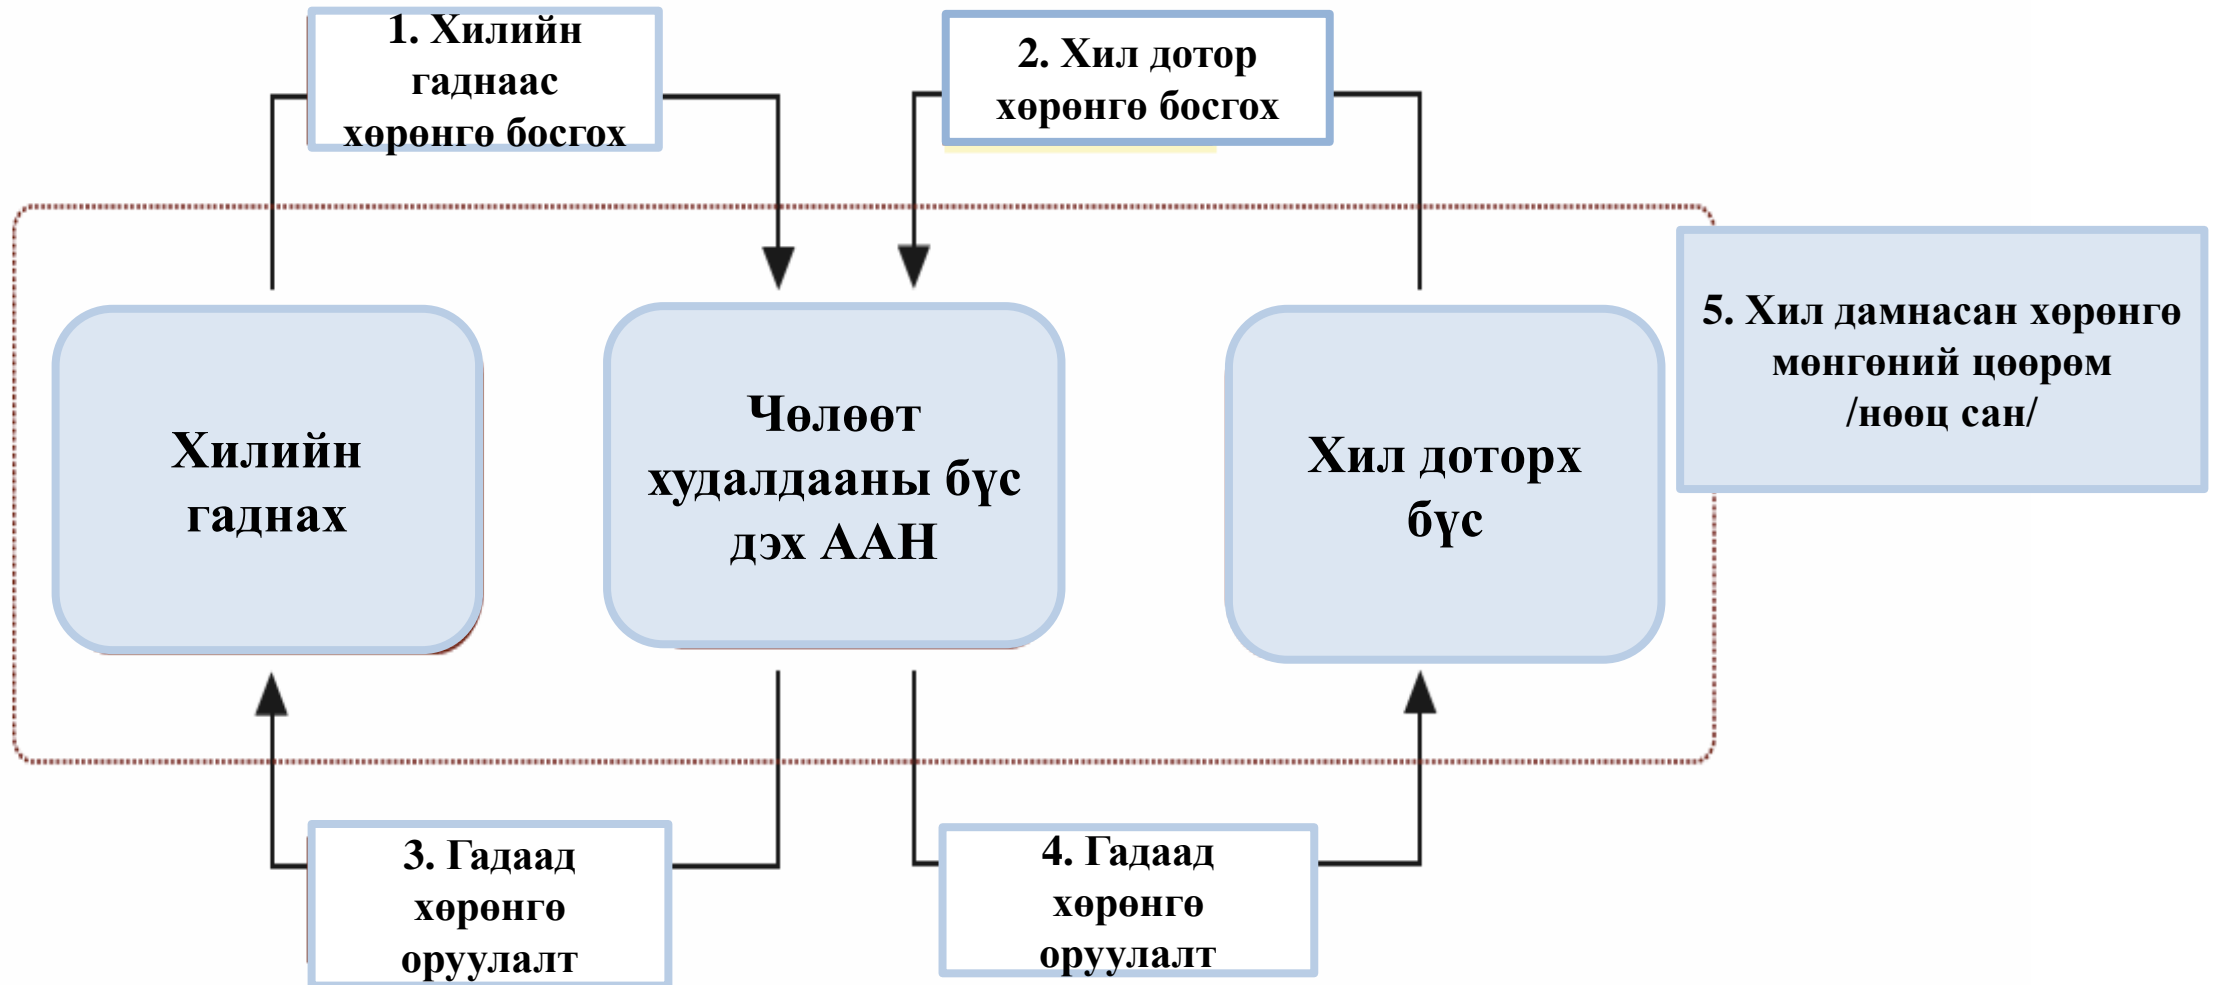 1. Хилийн
гаднаас
хөрөнгө босгох
2. Хил дотор
хөрөнгө босгох
5. Хил дамнасан хөрөнгө
мөнгөний цөөрөм
/нөөц сан/
Хилийн
гаднах
Чөлөөт
худалдааны бүс
дэх ААН
Хил доторх
бүс
3. Гадаад
хөрөнгө
оруулалт
4. Гадаад
хөрөнгө
оруулалт